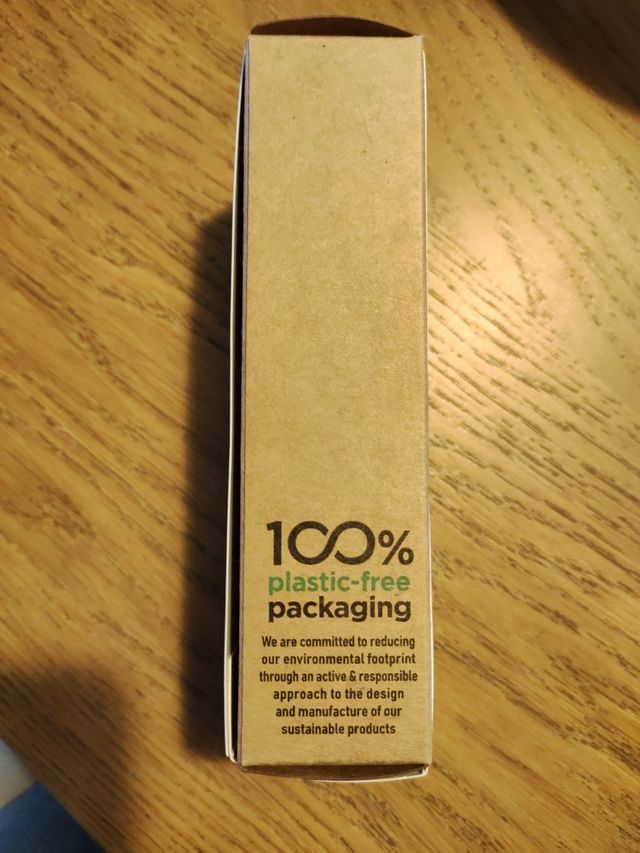 100%
plastic-free
packaging
We are committed to reducing
our environmental footprint
through an active & responsible
approach to the design
and manufacture of our
sustainable products